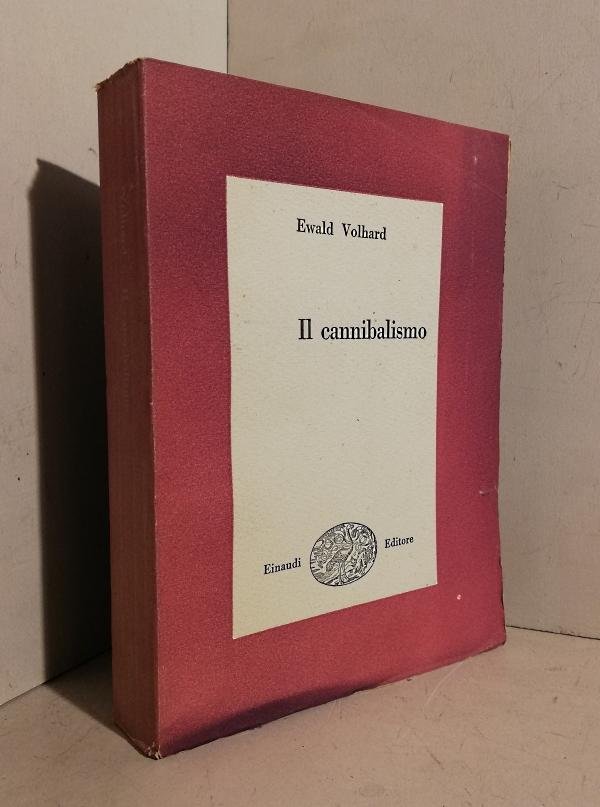 Ewald Volhard
Il cannibalismo
Einaudi Editore